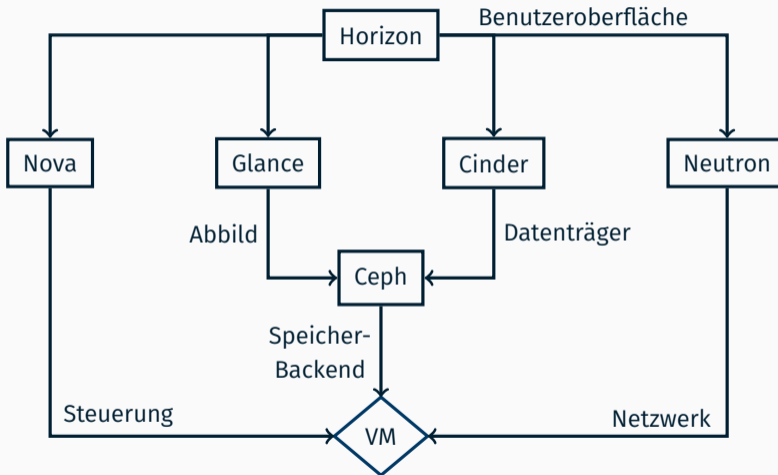 Benutzeroberfläche
Horizon
Nova
Glance
Cinder
Neutron
Abbild
Datenträger
Ceph
Speicher-
Backend
Steuerung
Netzwerk
VM